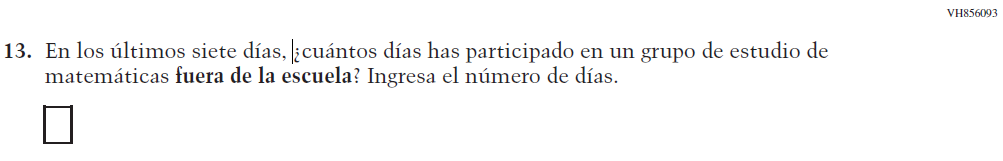 VH856093
13. En los últimos siete días, ¿cuántos días has participado en un grupo de estudio de
matemáticas fuera de la escuela? Ingresa el número de días.